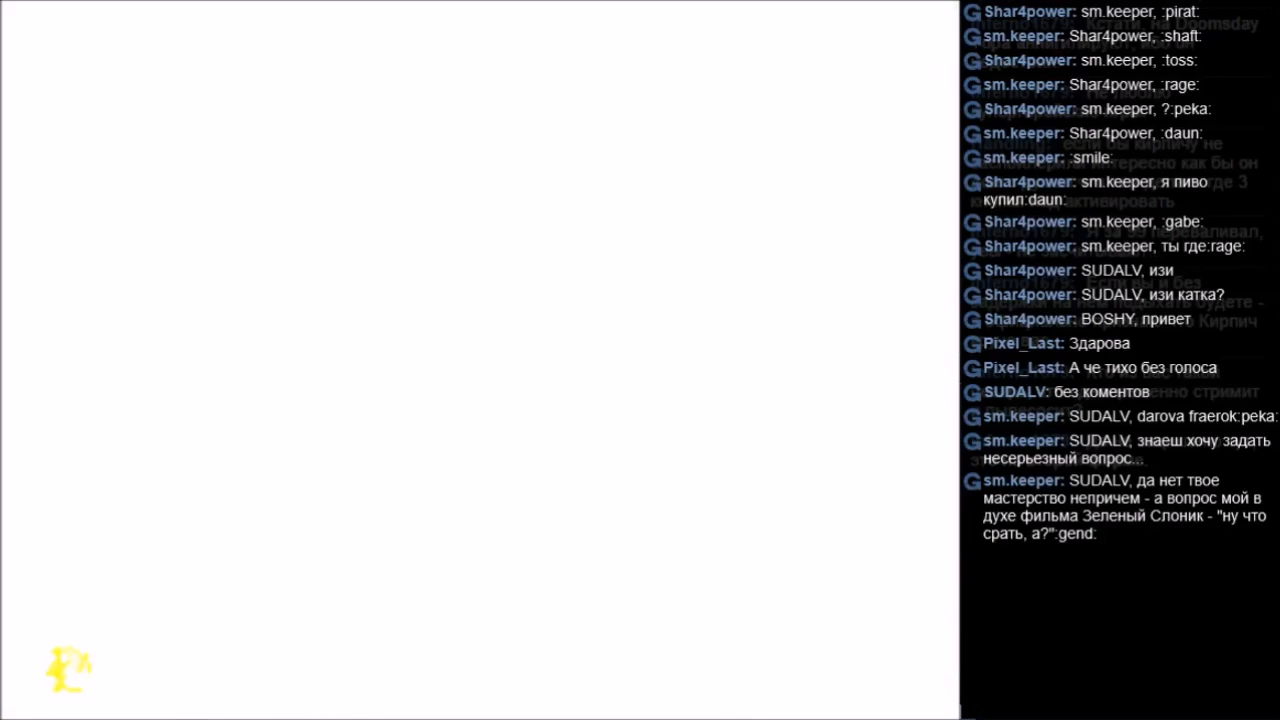 Shar4power: sm.keeper, :pirat:
sm.keeper: Shar4power, :shaft:
Shar4power: sm.keeper, :toss:
sm.keeper: Shar4power, :rage:
Shar4power: sm.keeper, ?:peka:
sm.keeper: Shar4power, :daun:
sm.keeper: :smile:
Shar4power: sm.keeper, я пиво
купил:daun:
Shar4power: sm.keeper, :gabe:
Shar4power: sm.keeper, ты где:rage:
Shar4power: SUDALV, изи
Shar4power: SUDALV, изи катка?
Shar4power: BOSHY, привет
Pixel_Last: Здарова
Pixel_Last: А че тихо без голоса
SUDALV: без коментов
sm.keeper: SUDALV, darova fraerok:peka:
sm.keeper: SUDALV, знаеш хочу задать
несерьезный вопрос...
sm.keeper: SUDALV, да нет твое
мастерство непричем - а вопрос мой в
духе фильма Зеленый Слоник - "ну что
срать, а?":gend: